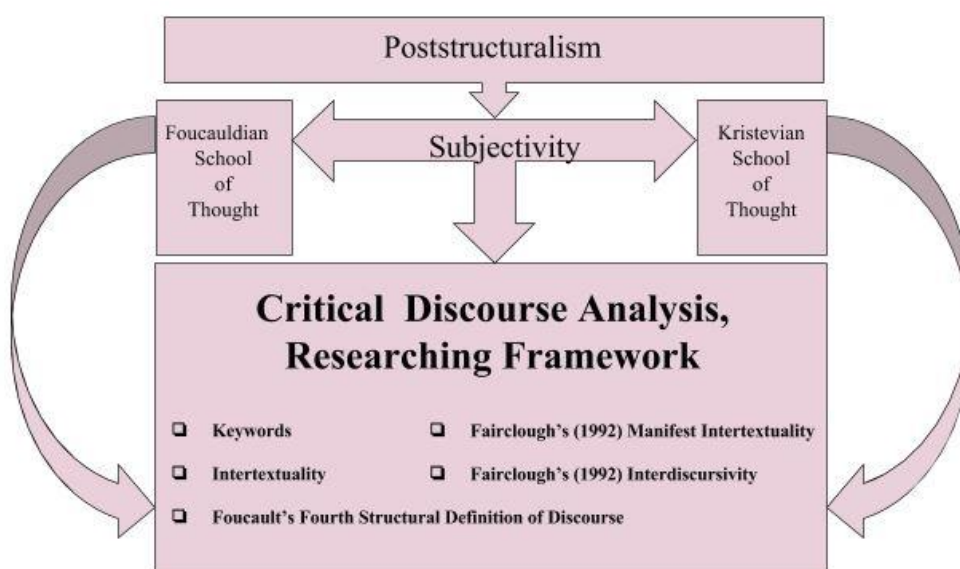 Poststructuralism
Foucauldian
School
of
Thought
Subjectivity
Kristevian
School
of
Thought
Critical Discourse Analysis,
Researching Framework
Keywords
Fairclough's (1992) Manifest Intertextuality
Intertextuality
Fairclough's (1992) Interdiscursivity
Foucault's Fourth Structural Definition of Discourse